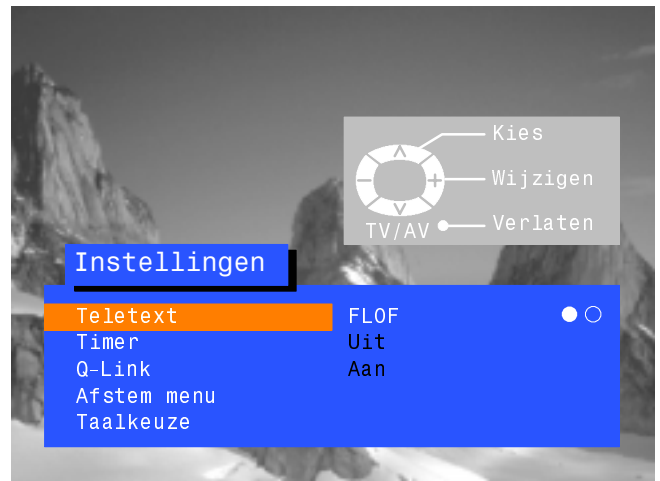 Kies
Wijzigen
TV/AV Verlaten
Instellingen
Teletext FLOF
Timer Uit
Q-Link Aan
Afstem menu
Taalkeuze